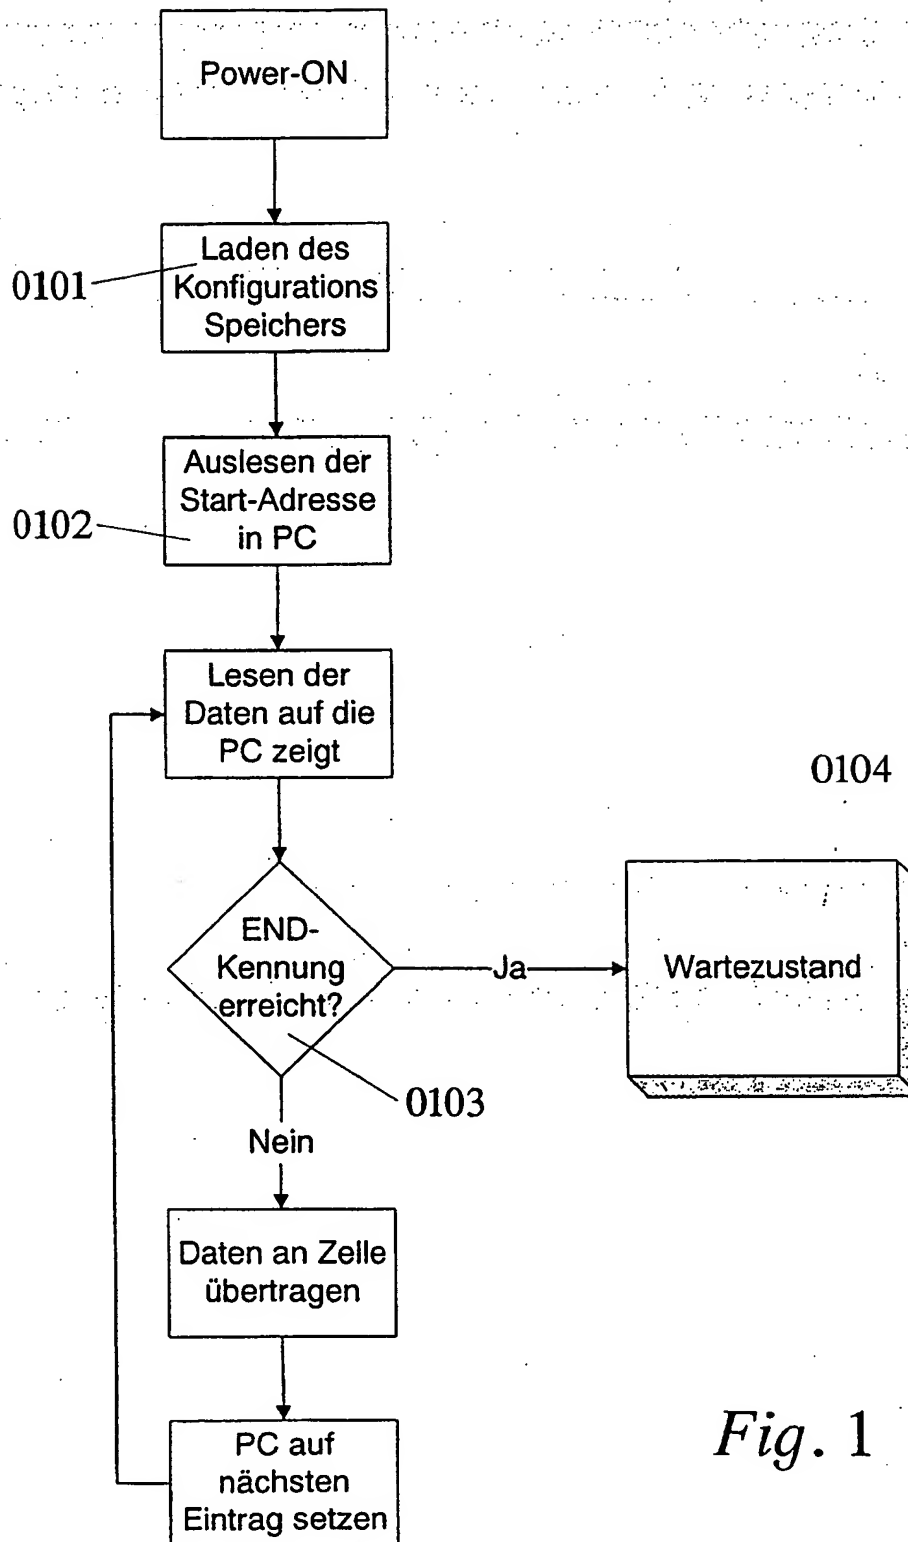 Power-ON
0101
Laden des
Konfigurations
Speichers
0102
Auslesen der
Start-Adresse
in PC
Lesen der
Daten auf die
PC zeigt
0104
END-
Kennung
erreicht?
Ja
Wartezustand
0103
Nein
Daten an Zelle
übertragen
PC auf
nächsten
Eintrag setzen
Fig. 1